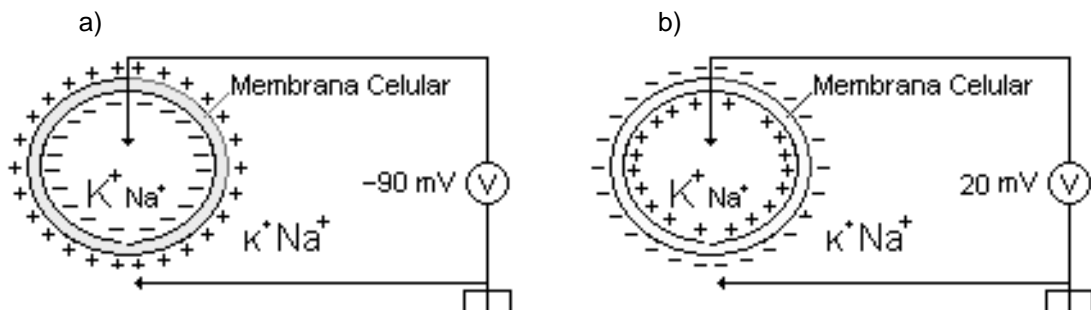 a)
Membrana Celular
K⁺ Na⁺
–90 mV
V
K⁺ Na⁺
b)
Membrana Celular
K⁺ Na⁺
20 mV
V
K⁺ Na⁺